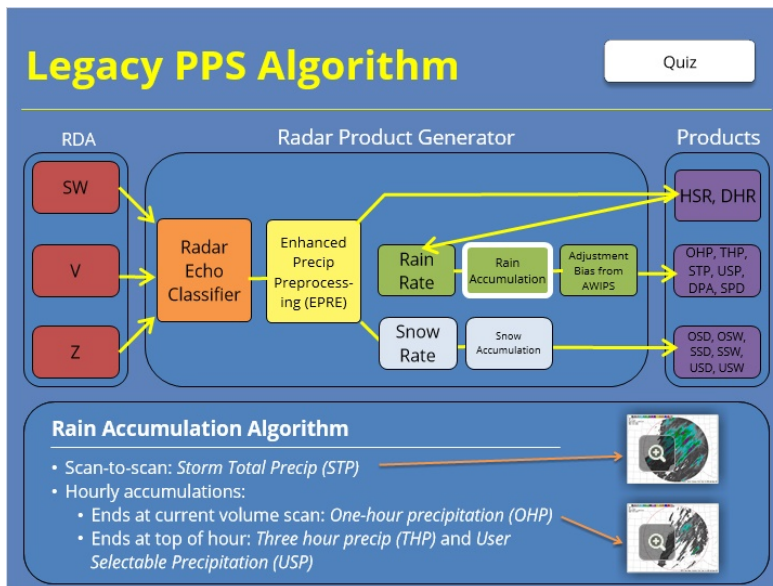 Legacy PPS Algorithm
Quiz
RDA
Radar Product Generator
Products
SW
V
Z
Radar
Echo
Classifier
Enhanced
Precip
Preprocess-
ing (EPRE)
Rain
Rate
Rain
Accumulation
Adjustment
Bias from
AWIPS
Snow
Rate
Snow
Accumulation
HSR, DHR
OHP, THP,
STP, USP,
DPA, SPD
OSD, OSW,
SSD, SSW,
USD, USW
Rain Accumulation Algorithm
• Scan-to-scan: Storm Total Precip (STP)
• Hourly accumulations:
• Ends at current volume scan: One-hour precipitation (OHP)
• Ends at top of hour: Three hour precip (THP) and User
Selectable Precipitation (USP)